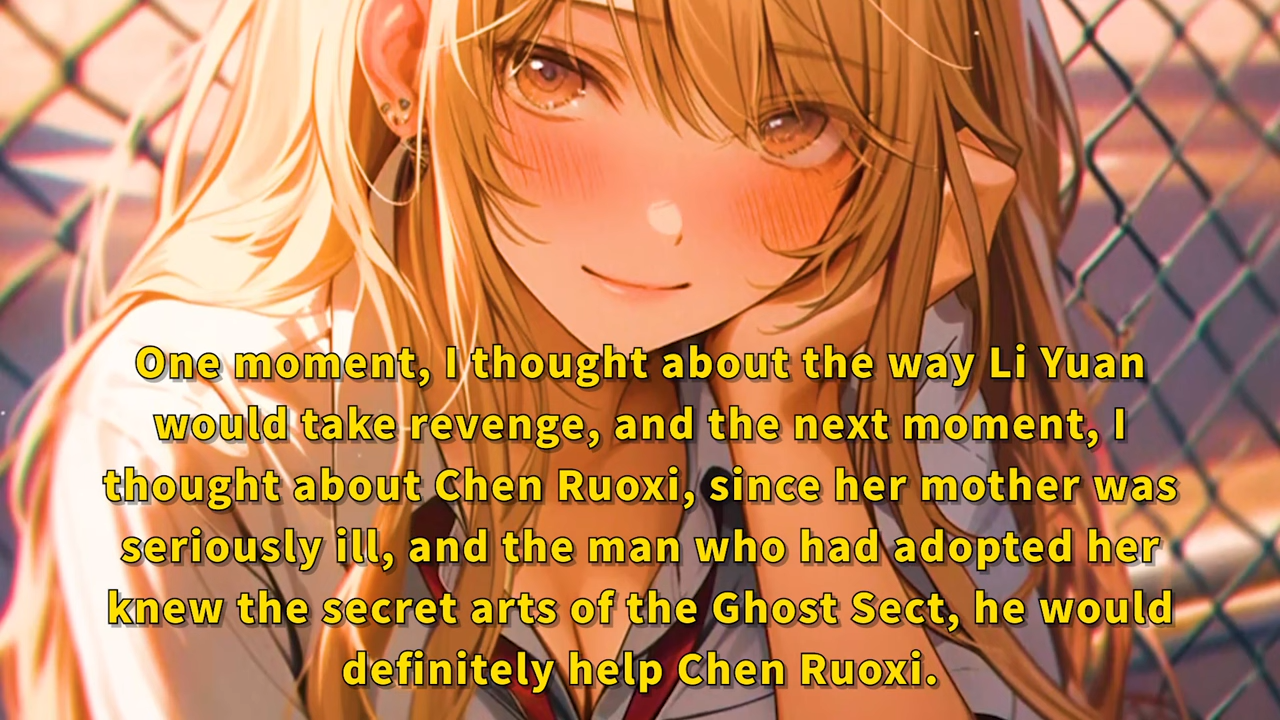 One moment, I thought about the way Li Yuan
would take revenge, and the next moment, I
thought about Chen Ruoxi, since her mother was
seriously ill, and the man who had adopted her
knew the secret arts of the Ghost Sect, he would
definitely help Chen Ruoxi.